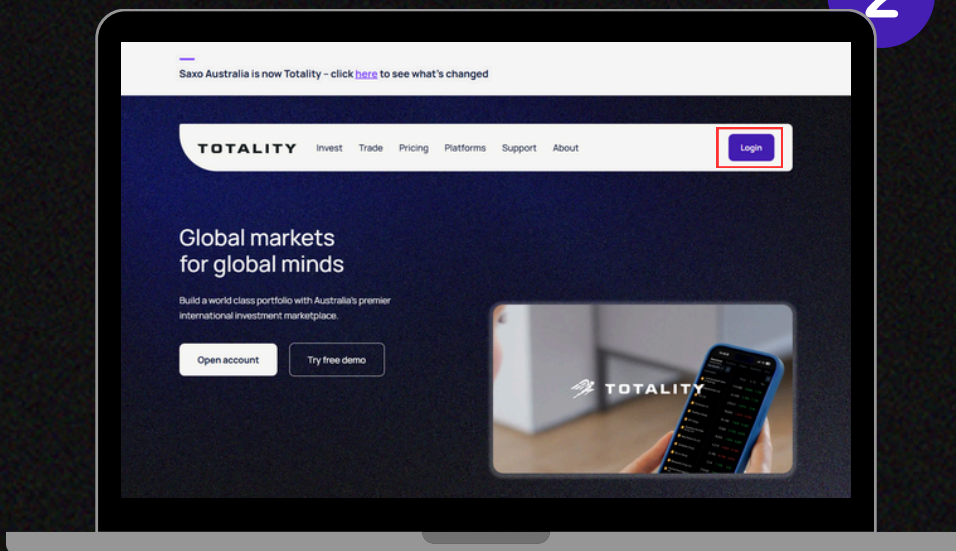 2
Saxo Australia is now Totality – click here to see what's changed
TOTALITY Invest Trade Pricing Platforms Support About Login
Global markets
for global minds
Build a world class portfolio with Australia's premier
international investment marketplace.
Open account Try free demo
TOTALITY